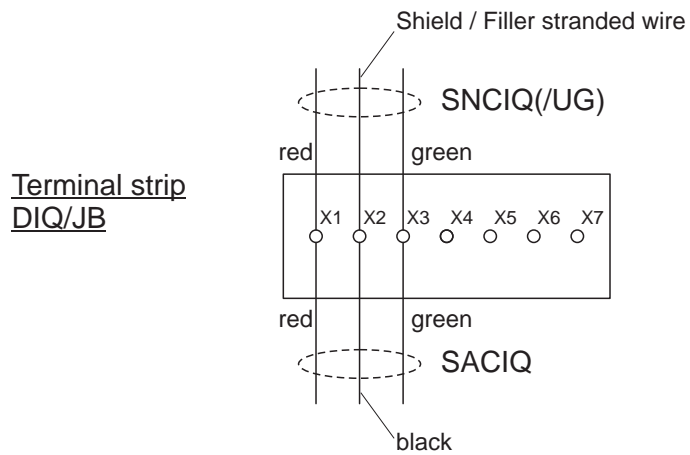 Shield / Filler stranded wire
SNCIQ(/UG)
red green
Terminal strip
DIQ/JB
X1 X2 X3 X4 X5 X6 X7
red green
SACIQ
black